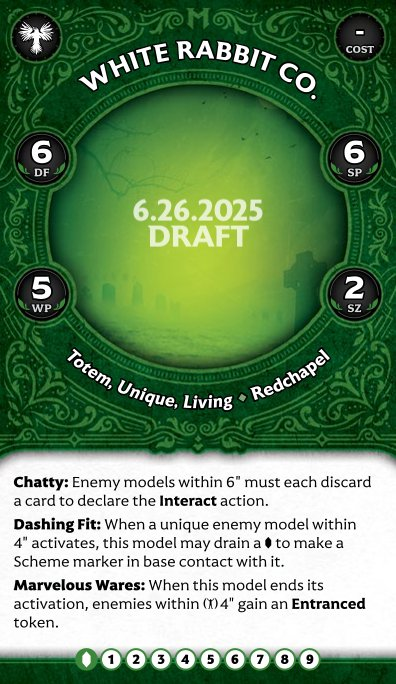 -
COST
WHITE RABBIT CO.
6
DF
6
SP
6.26.2025
DRAFT
5
WP
2
SZ
Totem, Unique, Living • Redchapel
Chatty: Enemy models within 6" must each discard
a card to declare the Interact action.
Dashing Fit: When a unique enemy model within
4" activates, this model may drain a to make a
Scheme marker in base contact with it.
Marvelous Wares: When this model ends its
activation, enemies within 4" gain an Entranced
token.
1 2 3 4 5 6 7 8 9